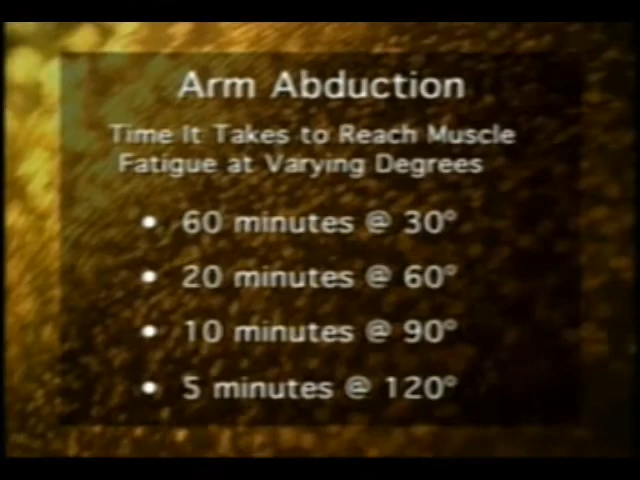 Arm Abduction
Time It Takes to Reach Muscle
Fatigue at Varying Degrees
• 60 minutes @ 30°
• 20 minutes @ 60°
• 10 minutes @ 90°
• 5 minutes @ 120°